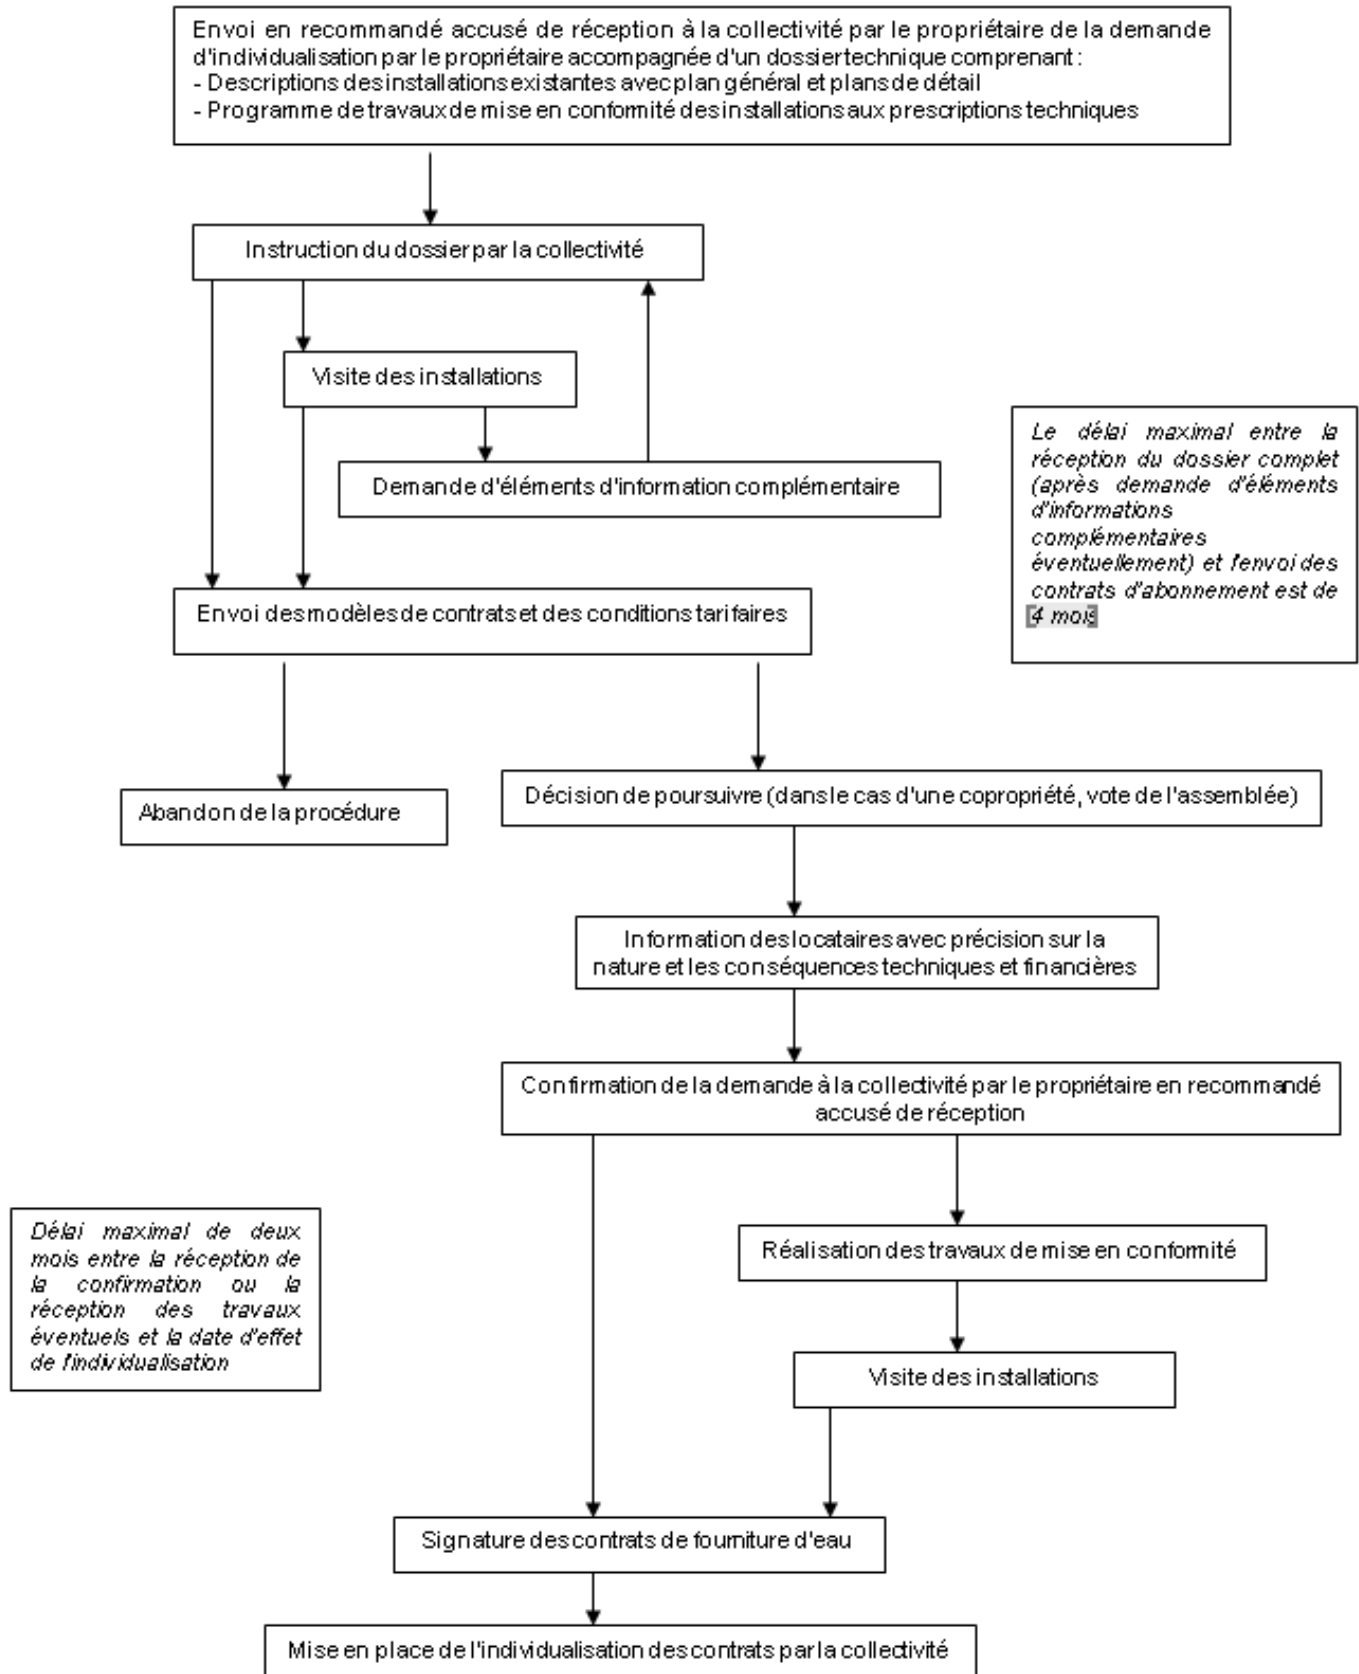 Envoi en recommandé accusé de réception à la collectivité par le propriétaire de la demande
d'individualisation par le propriétaire accompagnée d'un dossier technique comprenant :
- Descriptions des installations existantes avec plan général et plans de détail
- Programme de travaux de mise en conformité des installations aux prescriptions techniques
Instruction du dossier par la collectivité
Visite des installations
Demande d'éléments d'information complémentaire
Le délai maximal entre la
réception du dossier complet
(après demande d'éléments
d'informations
complémentaires
éventuellement) et l'envoi des
contrats d'abonnement est de
[4 mois]
Envoi des modèles de contrats et des conditions tarifaires
Abandon de la procédure
Décision de poursuivre (dans le cas d'une copropriété, vote de l'assemblée)
Information des locataires avec précision sur la
nature et les conséquences techniques et financières
Confirmation de la demande à la collectivité par le propriétaire en recommandé
accusé de réception
Délai maximal de deux
mois entre la réception de
la confirmation ou la
réception des travaux
éventuels et la date d'effet
de l'individualisation
Réalisation des travaux de mise en conformité
Visite des installations
Signature des contrats de fourniture d'eau
Mise en place de l'individualisation des contrats par la collectivité